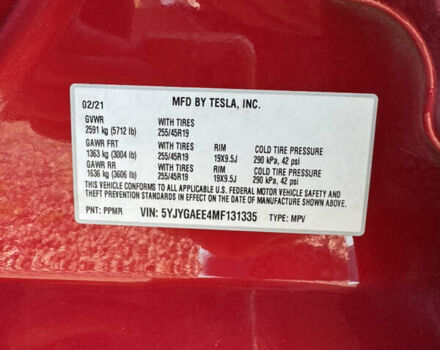 02/21 MFD BY TESLA, INC.
GVWR WITH TIRES
2591 kg (5712 lb) 255/45R19
GAWR FRT WITH TIRES RIM COLD TIRE PRESSURE
1363 kg (3004 lb) 255/45R19 19X9.5J 290 kPa, 42 psi
GAWR RR WITH TIRES RIM COLD TIRE PRESSURE
1636 kg (3606 lb) 255/45R19 19X9.5J 290 kPa, 42 psi
THIS VEHICLE CONFORMS TO ALL APPLICABLE U.S. FEDERAL MOTOR VEHICLE SAFETY AND
THEFT PREVENTION STANDARDS IN EFFECT ON THE DATE OF MANUFACTURE SHOWN ABOVE.
PNT: PPMR VIN: 5YJYGAEE4MF131335 TYPE: MPV